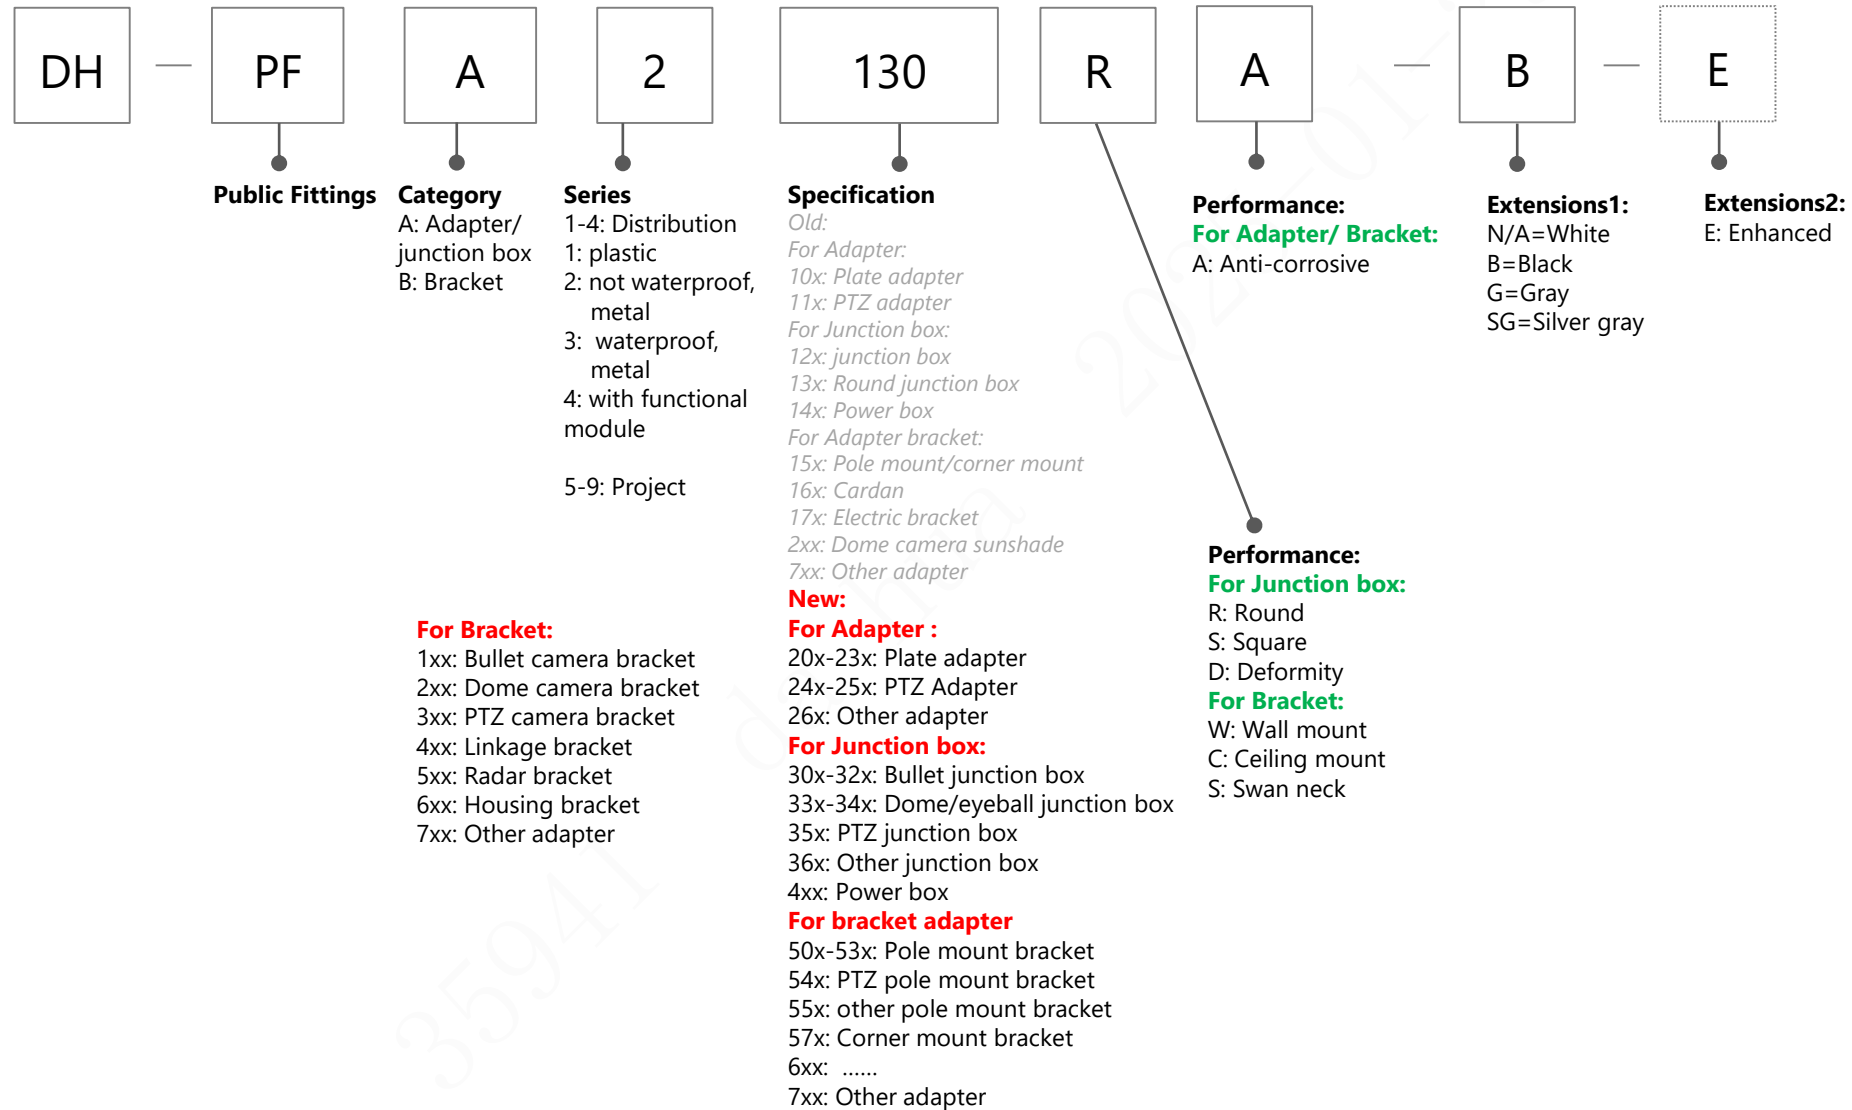 DH — PF A 2 130 R A — B — E
Public Fittings
Category
A: Adapter/
junction box
B: Bracket
Series
1-4: Distribution
1: plastic
2: not waterproof,
metal
3: waterproof,
metal
4: with functional
module
5-9: Project
For Bracket:
1xx: Bullet camera bracket
2xx: Dome camera bracket
3xx: PTZ camera bracket
4xx: Linkage bracket
5xx: Radar bracket
6xx: Housing bracket
7xx: Other adapter
Specification
Old:
For Adapter:
10x: Plate adapter
11x: PTZ adapter
For Junction box:
12x: junction box
13x: Round junction box
14x: Power box
For Adapter bracket:
15x: Pole mount/corner mount
16x: Cardan
17x: Electric bracket
2xx: Dome camera sunshade
7xx: Other adapter
New:
For Adapter :
20x-23x: Plate adapter
24x-25x: PTZ Adapter
26x: Other adapter
For Junction box:
30x-32x: Bullet junction box
33x-34x: Dome/eyeball junction box
35x: PTZ junction box
36x: Other junction box
4xx: Power box
For bracket adapter
50x-53x: Pole mount bracket
54x: PTZ pole mount bracket
55x: other pole mount bracket
57x: Corner mount bracket
6xx: ......
7xx: Other adapter
Performance:
For Adapter/ Bracket:
A: Anti-corrosive
Performance:
For Junction box:
R: Round
S: Square
D: Deformity
For Bracket:
W: Wall mount
C: Ceiling mount
S: Swan neck
Extensions1:
N/A=White
B=Black
G=Gray
SG=Silver gray
Extensions2:
E: Enhanced